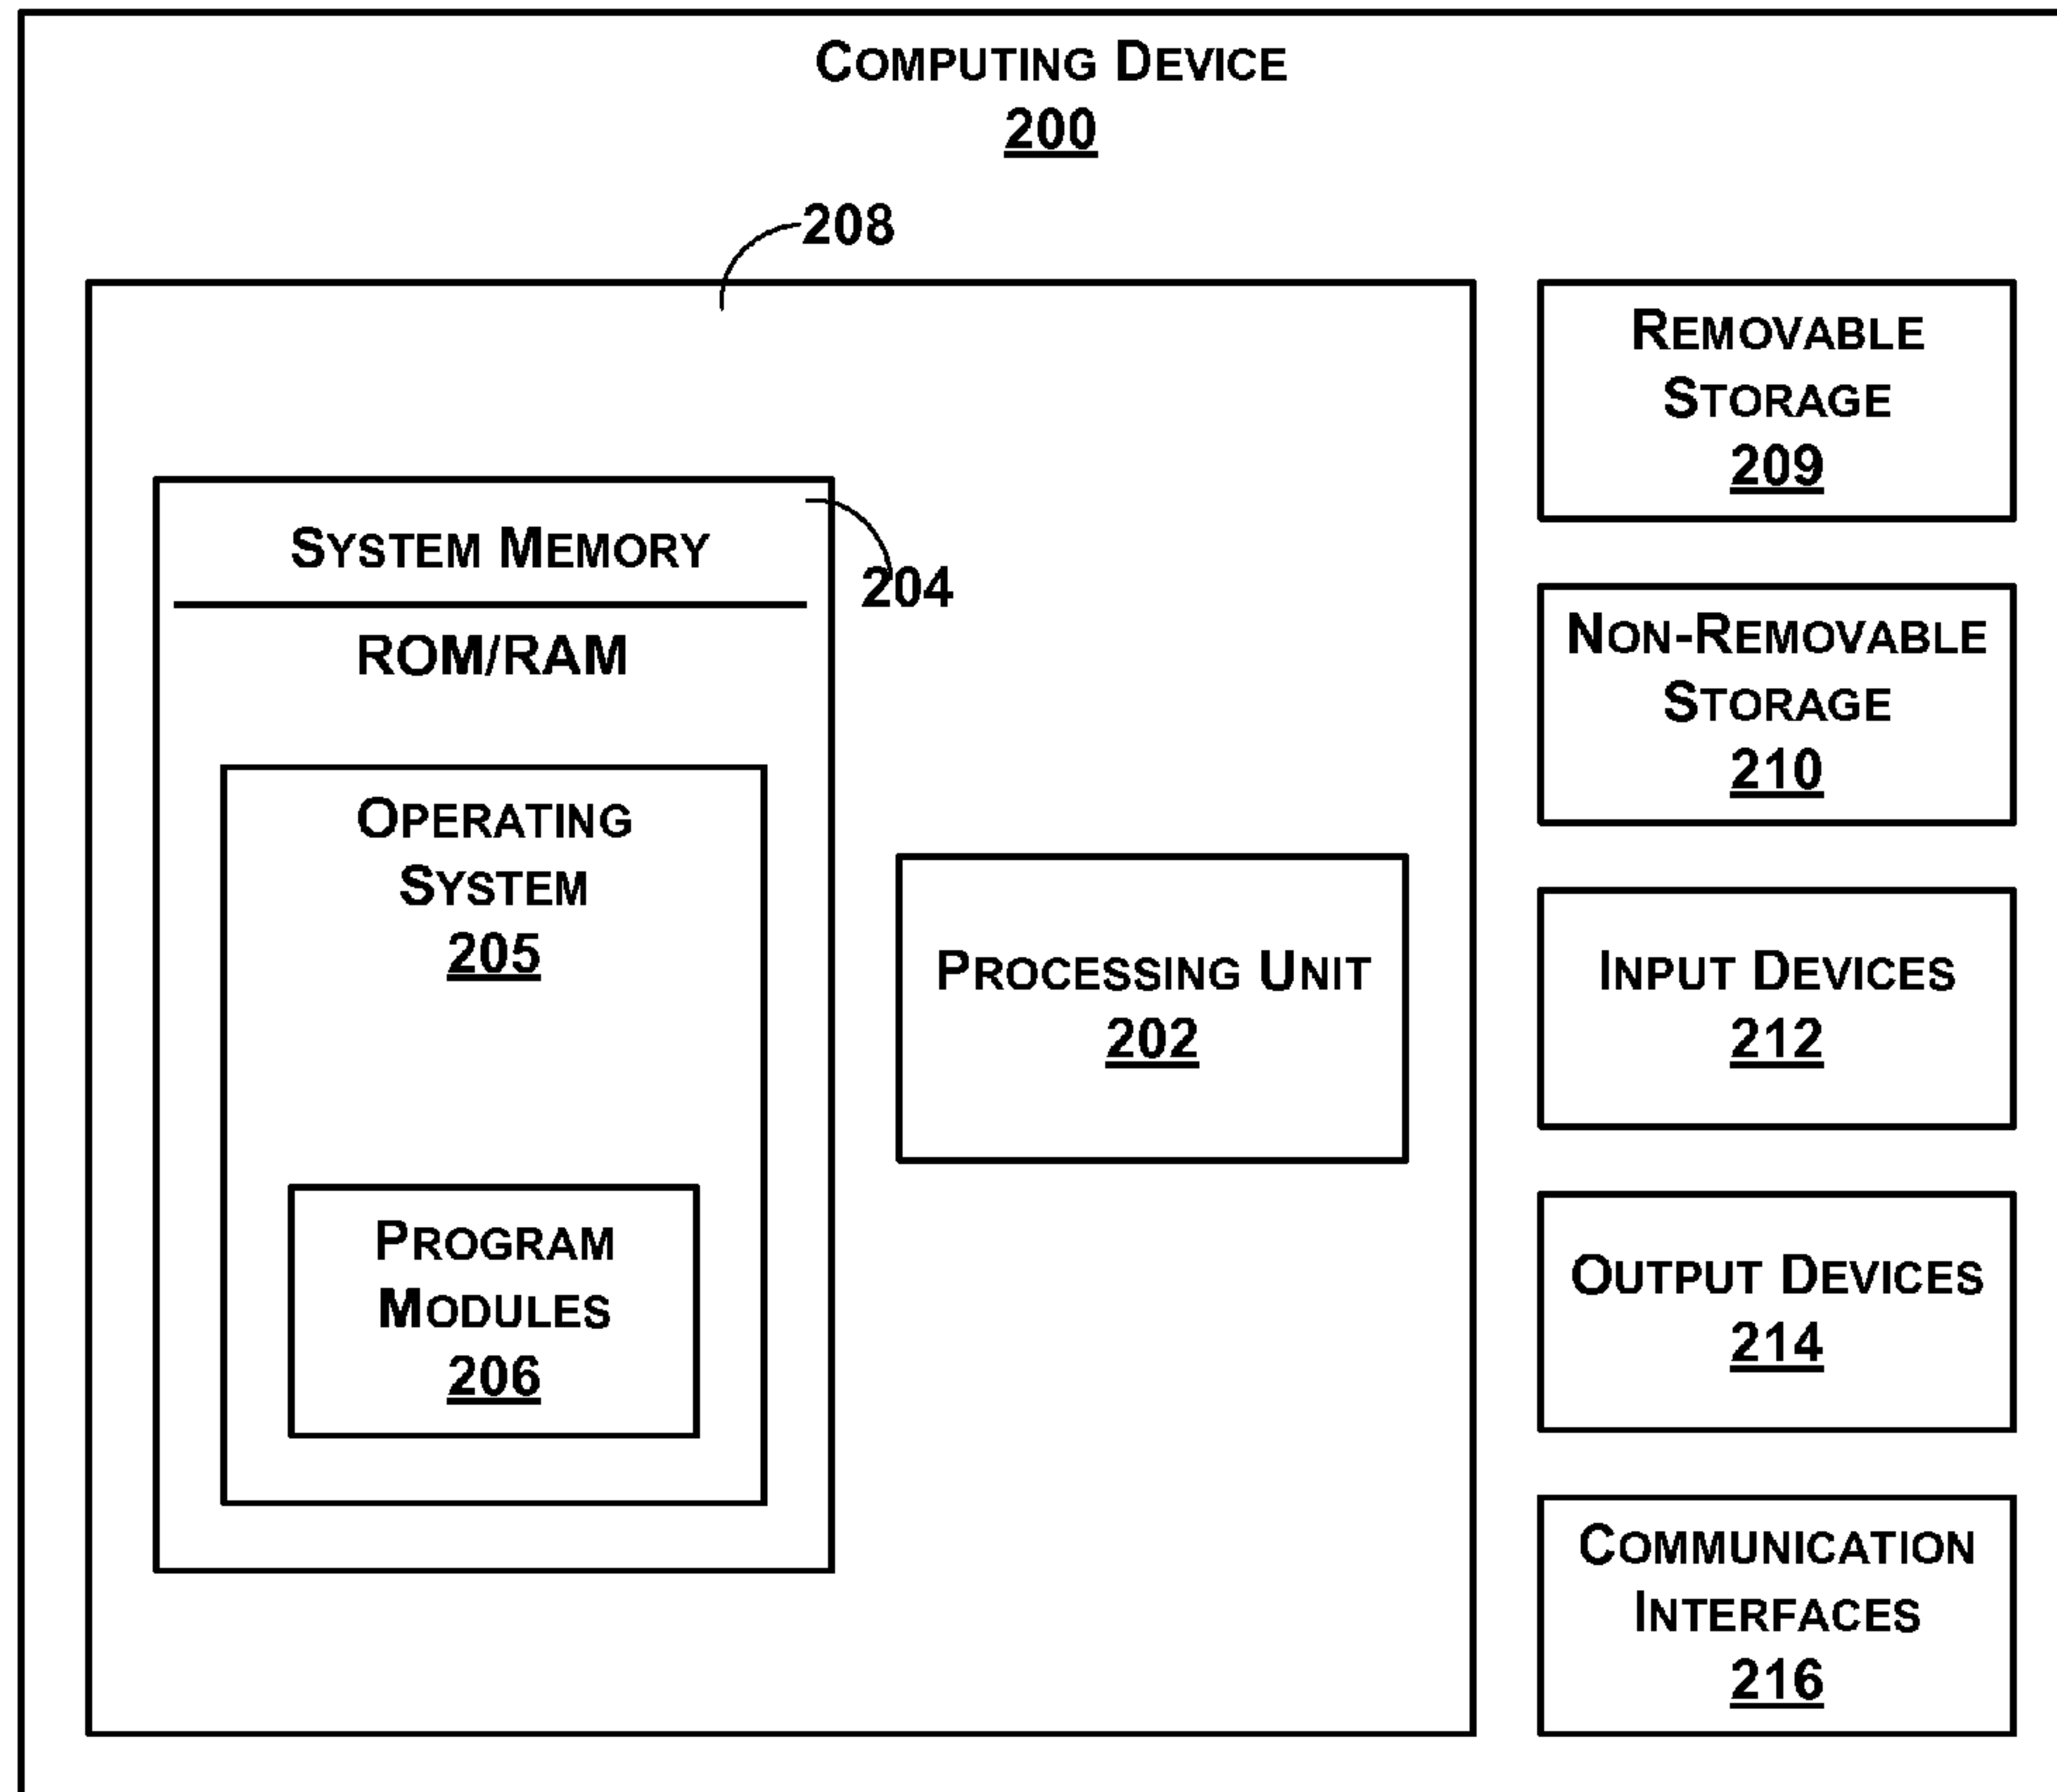 COMPUTING DEVICE
200
208
SYSTEM MEMORY
204
ROM/RAM
OPERATING
SYSTEM
205
PROGRAM
MODULES
206
PROCESSING UNIT
202
REMOVABLE
STORAGE
209
NON-REMOVABLE
STORAGE
210
INPUT DEVICES
212
OUTPUT DEVICES
214
COMMUNICATION
INTERFACES
216